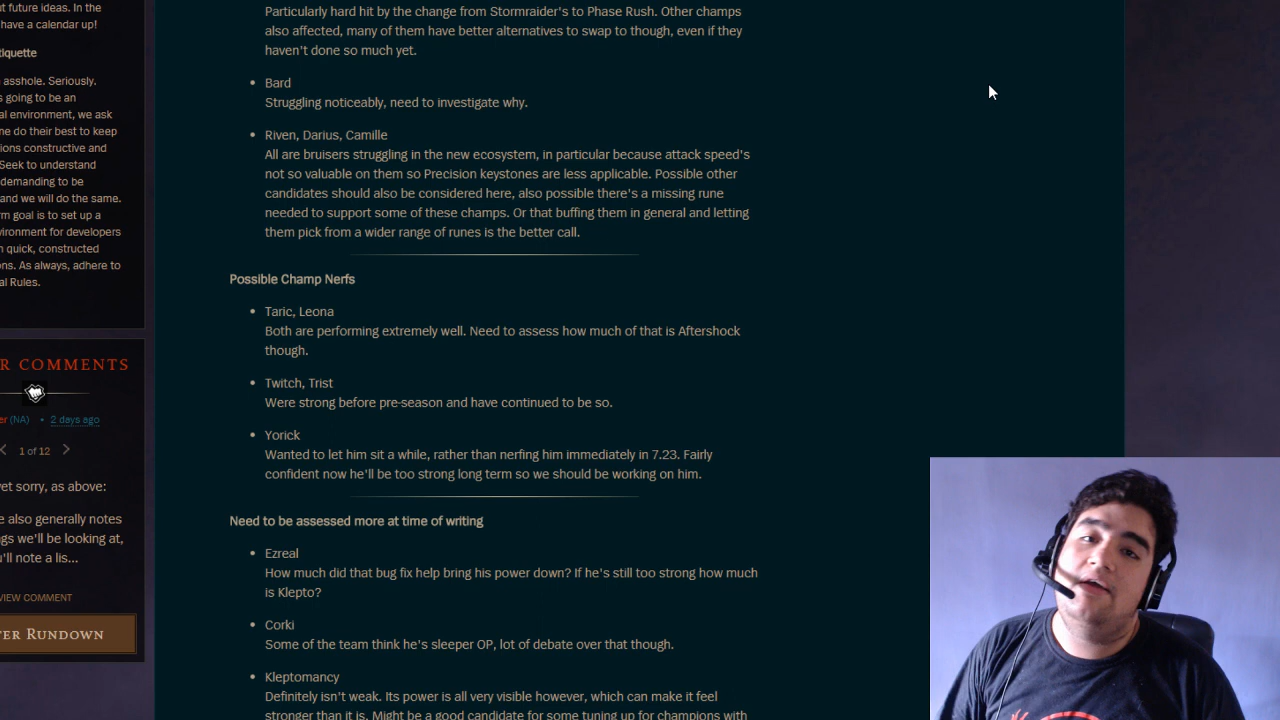 ut future ideas. In the
have a calendar up!
tiquette
asshole. Seriously.
s going to be an
al environment, we ask
ne do their best to keep
ions constructive and
Seek to understand
demanding to be
and we will do the same.
rm goal is to set up a
vironment for developers
n quick, constructed
ons. As always, adhere to
al Rules.
R COMMENTS
er (NA) • 2 days ago
1 of 12
yet sorry, as above:
e also generally notes
ngs we'll be looking at,
u'll note a lis...
VIEW COMMENT
TER RUNDOWN
Particularly hard hit by the change from Stormraider's to Phase Rush. Other champs
also affected, many of them have better alternatives to swap to though, even if they
haven't done so much yet.
• Bard
Struggling noticeably, need to investigate why.
• Riven, Darius, Camille
All are bruisers struggling in the new ecosystem, in particular because attack speed's
not so valuable on them so Precision keystones are less applicable. Possible other
candidates should also be considered here, also possible there's a missing rune
needed to support some of these champs. Or that buffing them in general and letting
them pick from a wider range of runes is the better call.
Possible Champ Nerfs
• Taric, Leona
Both are performing extremely well. Need to assess how much of that is Aftershock
though.
• Twitch, Trist
Were strong before pre-season and have continued to be so.
• Yorick
Wanted to let him sit a while, rather than nerfing him immediately in 7.23. Fairly
confident now he'll be too strong long term so we should be working on him.
Need to be assessed more at time of writing
• Ezreal
How much did that bug fix help bring his power down? If he's still too strong how much
is Klepto?
• Corki
Some of the team think he's sleeper OP, lot of debate over that though.
• Kleptomancy
Definitely isn't weak. Its power is all very visible however, which can make it feel
stronger than it is. Might be a good candidate for some tuning up for champions with